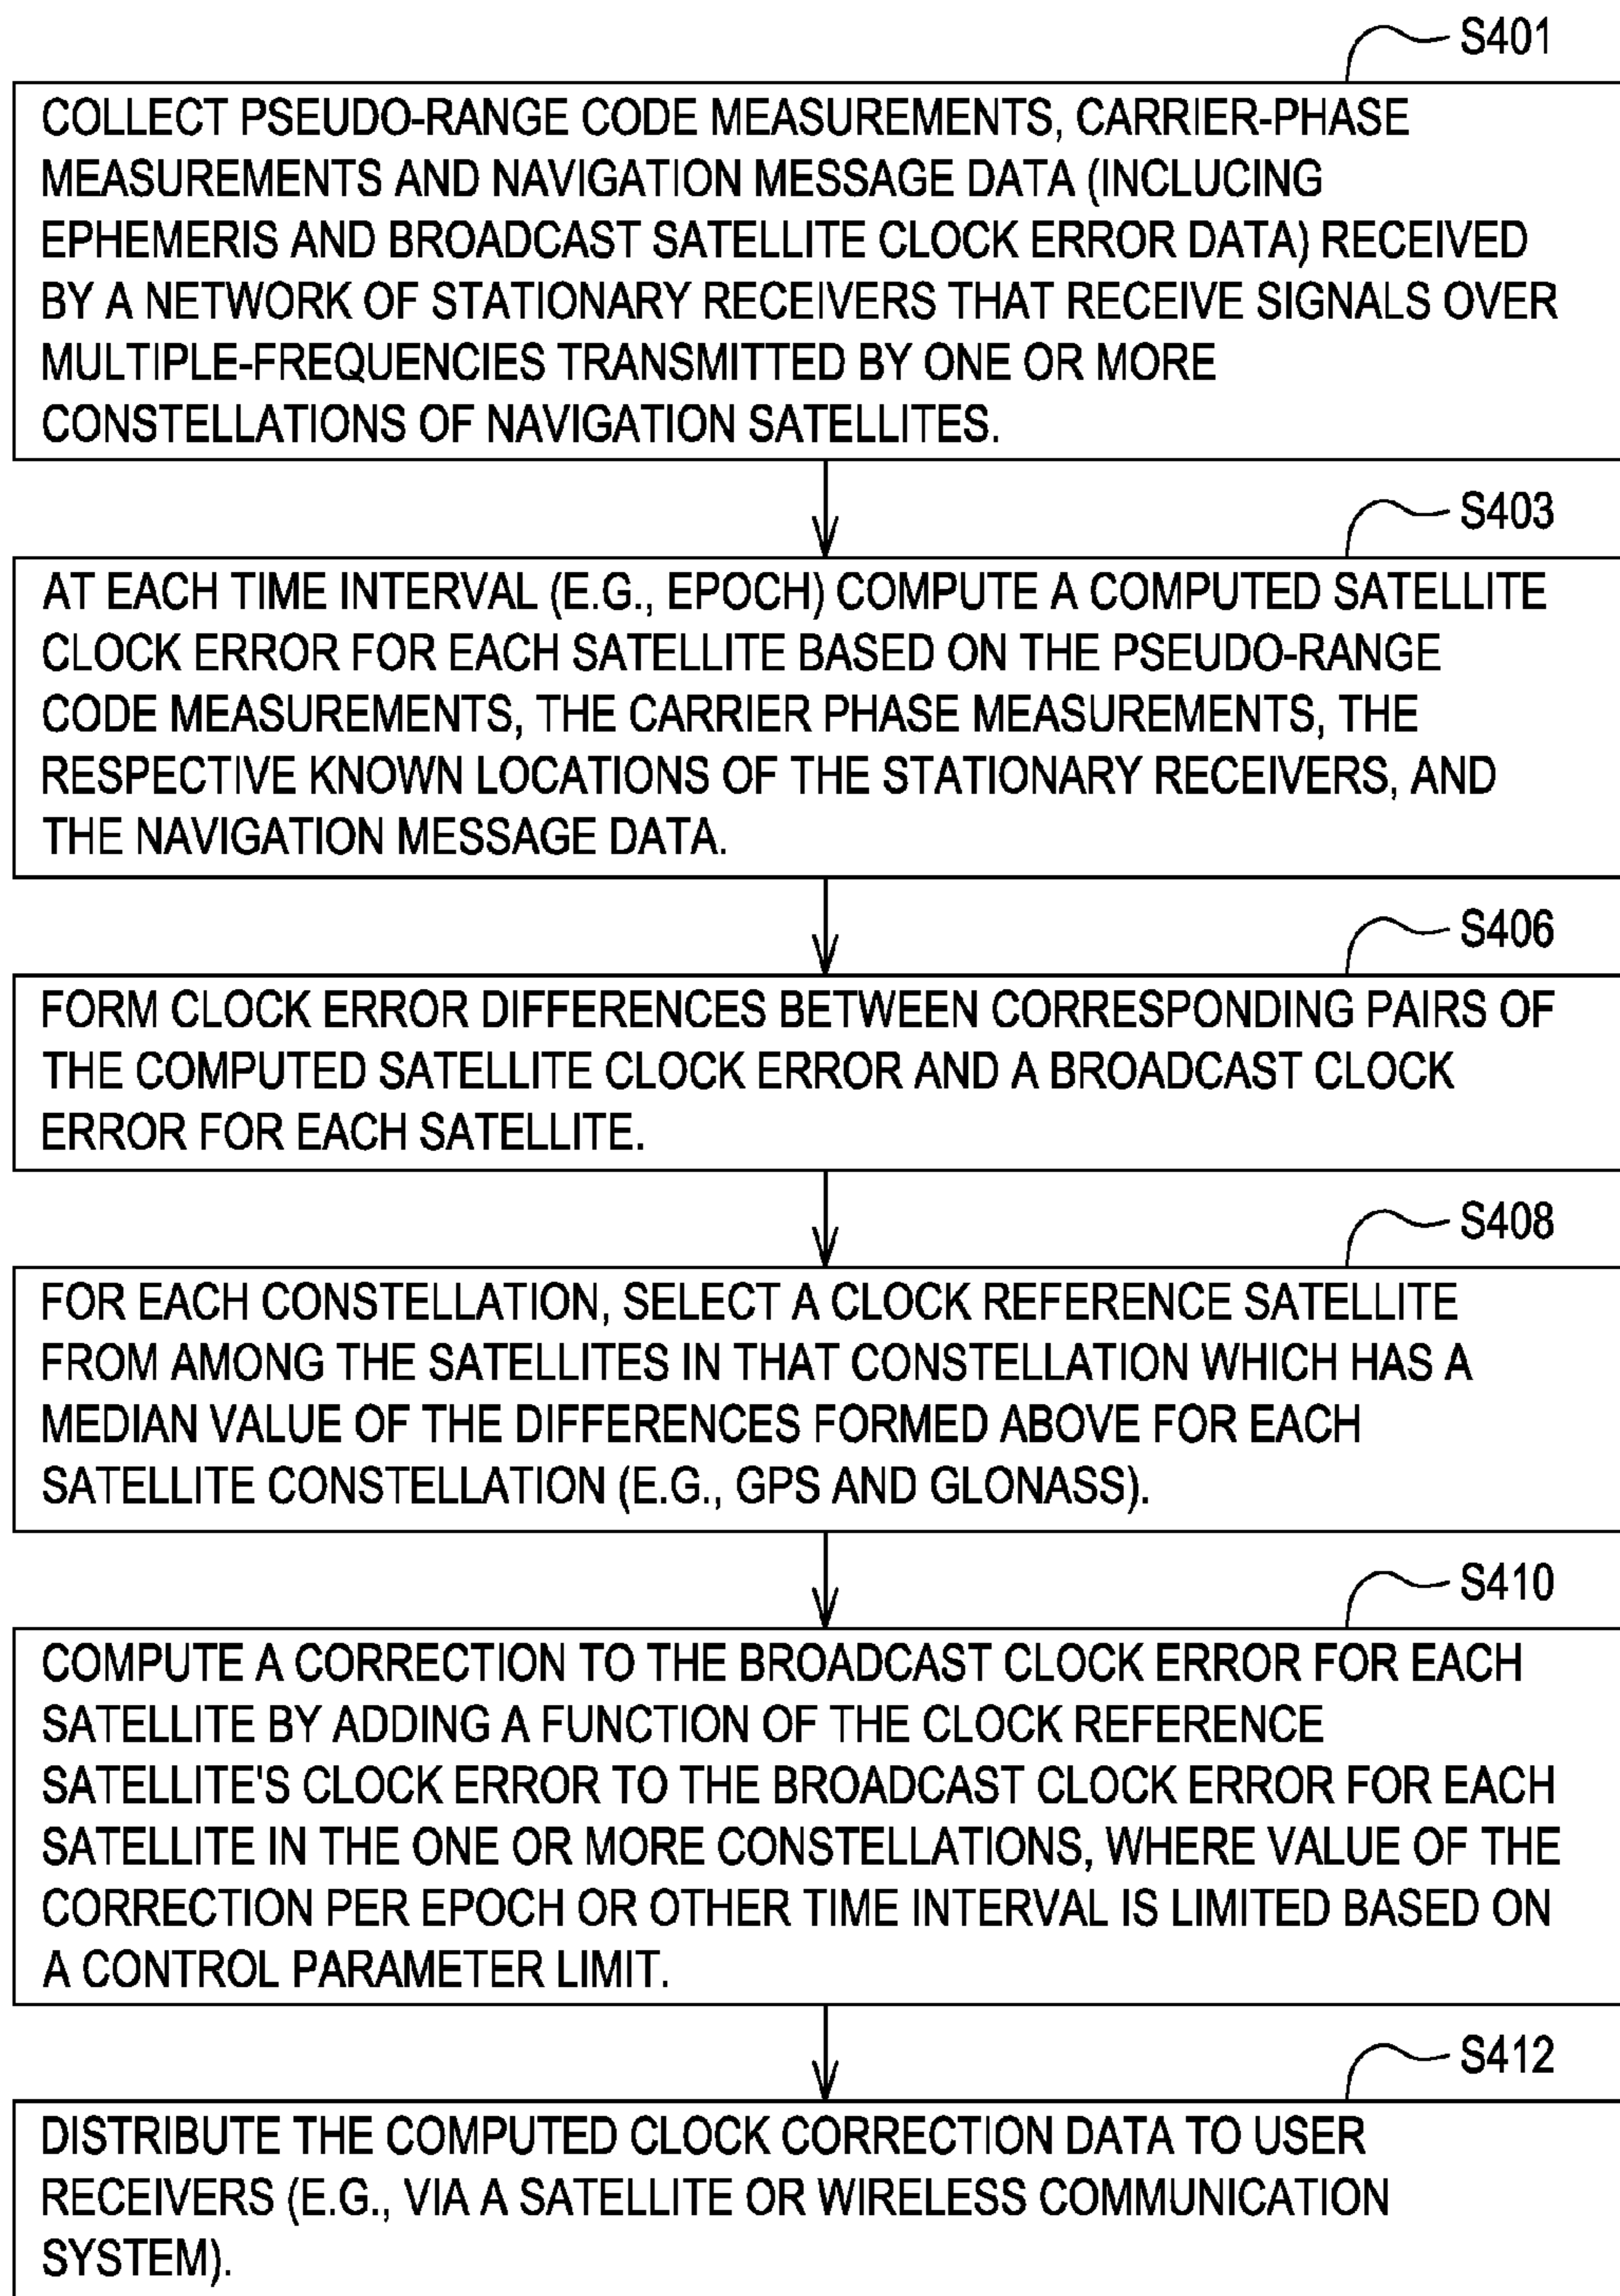 S401
COLLECT PSEUDO-RANGE CODE MEASUREMENTS, CARRIER-PHASE
MEASUREMENTS AND NAVIGATION MESSAGE DATA (INCLUCING
EPHEMERIS AND BROADCAST SATELLITE CLOCK ERROR DATA) RECEIVED
BY A NETWORK OF STATIONARY RECEIVERS THAT RECEIVE SIGNALS OVER
MULTIPLE-FREQUENCIES TRANSMITTED BY ONE OR MORE
CONSTELLATIONS OF NAVIGATION SATELLITES.
S403
AT EACH TIME INTERVAL (E.G., EPOCH) COMPUTE A COMPUTED SATELLITE
CLOCK ERROR FOR EACH SATELLITE BASED ON THE PSEUDO-RANGE
CODE MEASUREMENTS, THE CARRIER PHASE MEASUREMENTS, THE
RESPECTIVE KNOWN LOCATIONS OF THE STATIONARY RECEIVERS, AND
THE NAVIGATION MESSAGE DATA.
S406
FORM CLOCK ERROR DIFFERENCES BETWEEN CORRESPONDING PAIRS OF
THE COMPUTED SATELLITE CLOCK ERROR AND A BROADCAST CLOCK
ERROR FOR EACH SATELLITE.
S408
FOR EACH CONSTELLATION, SELECT A CLOCK REFERENCE SATELLITE
FROM AMONG THE SATELLITES IN THAT CONSTELLATION WHICH HAS A
MEDIAN VALUE OF THE DIFFERENCES FORMED ABOVE FOR EACH
SATELLITE CONSTELLATION (E.G., GPS AND GLONASS).
S410
COMPUTE A CORRECTION TO THE BROADCAST CLOCK ERROR FOR EACH
SATELLITE BY ADDING A FUNCTION OF THE CLOCK REFERENCE
SATELLITE'S CLOCK ERROR TO THE BROADCAST CLOCK ERROR FOR EACH
SATELLITE IN THE ONE OR MORE CONSTELLATIONS, WHERE VALUE OF THE
CORRECTION PER EPOCH OR OTHER TIME INTERVAL IS LIMITED BASED ON
A CONTROL PARAMETER LIMIT.
S412
DISTRIBUTE THE COMPUTED CLOCK CORRECTION DATA TO USER
RECEIVERS (E.G., VIA A SATELLITE OR WIRELESS COMMUNICATION
SYSTEM).